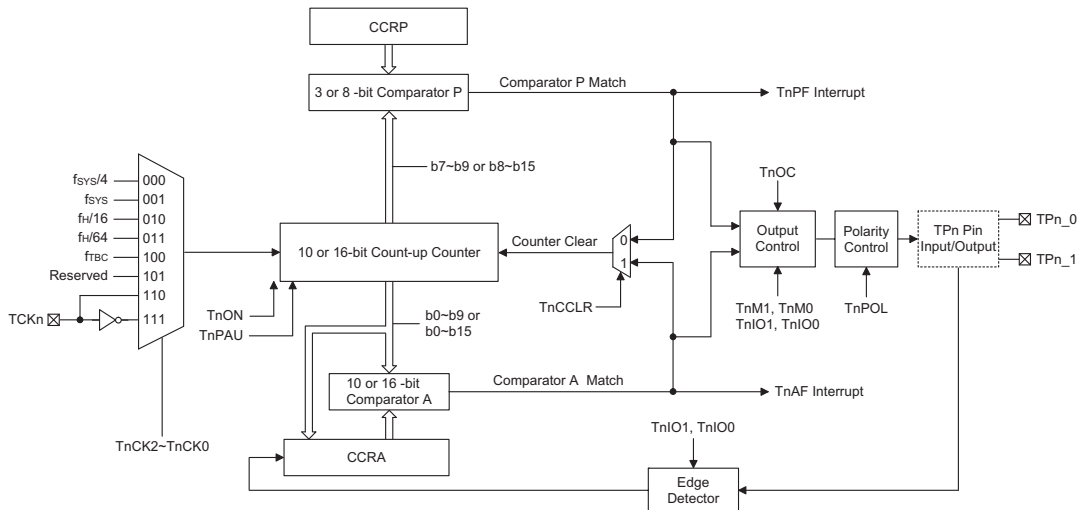 CCRP
3 or 8 -bit Comparator P
Comparator P Match
TnPF Interrupt
b7~b9 or b8~b15
fSYS/4
000
fSYS
001
fH/16
010
fH/64
011
fTBC
100
Reserved
101
110
TCKn
111
TnCK2~TnCK0
10 or 16-bit Count-up Counter
TnON
TnPAU
Counter Clear
0
1
TnCCLR
TnOC
Output
Control
TnM1, TnM0
TnIO1, TnIO0
Polarity
Control
TnPOL
TPn Pin
Input/Output
TPn_0
TPn_1
b0~b9 or
b0~b15
10 or 16 -bit
Comparator A
Comparator A Match
TnAF Interrupt
CCRA
TnIO1, TnIO0
Edge
Detector